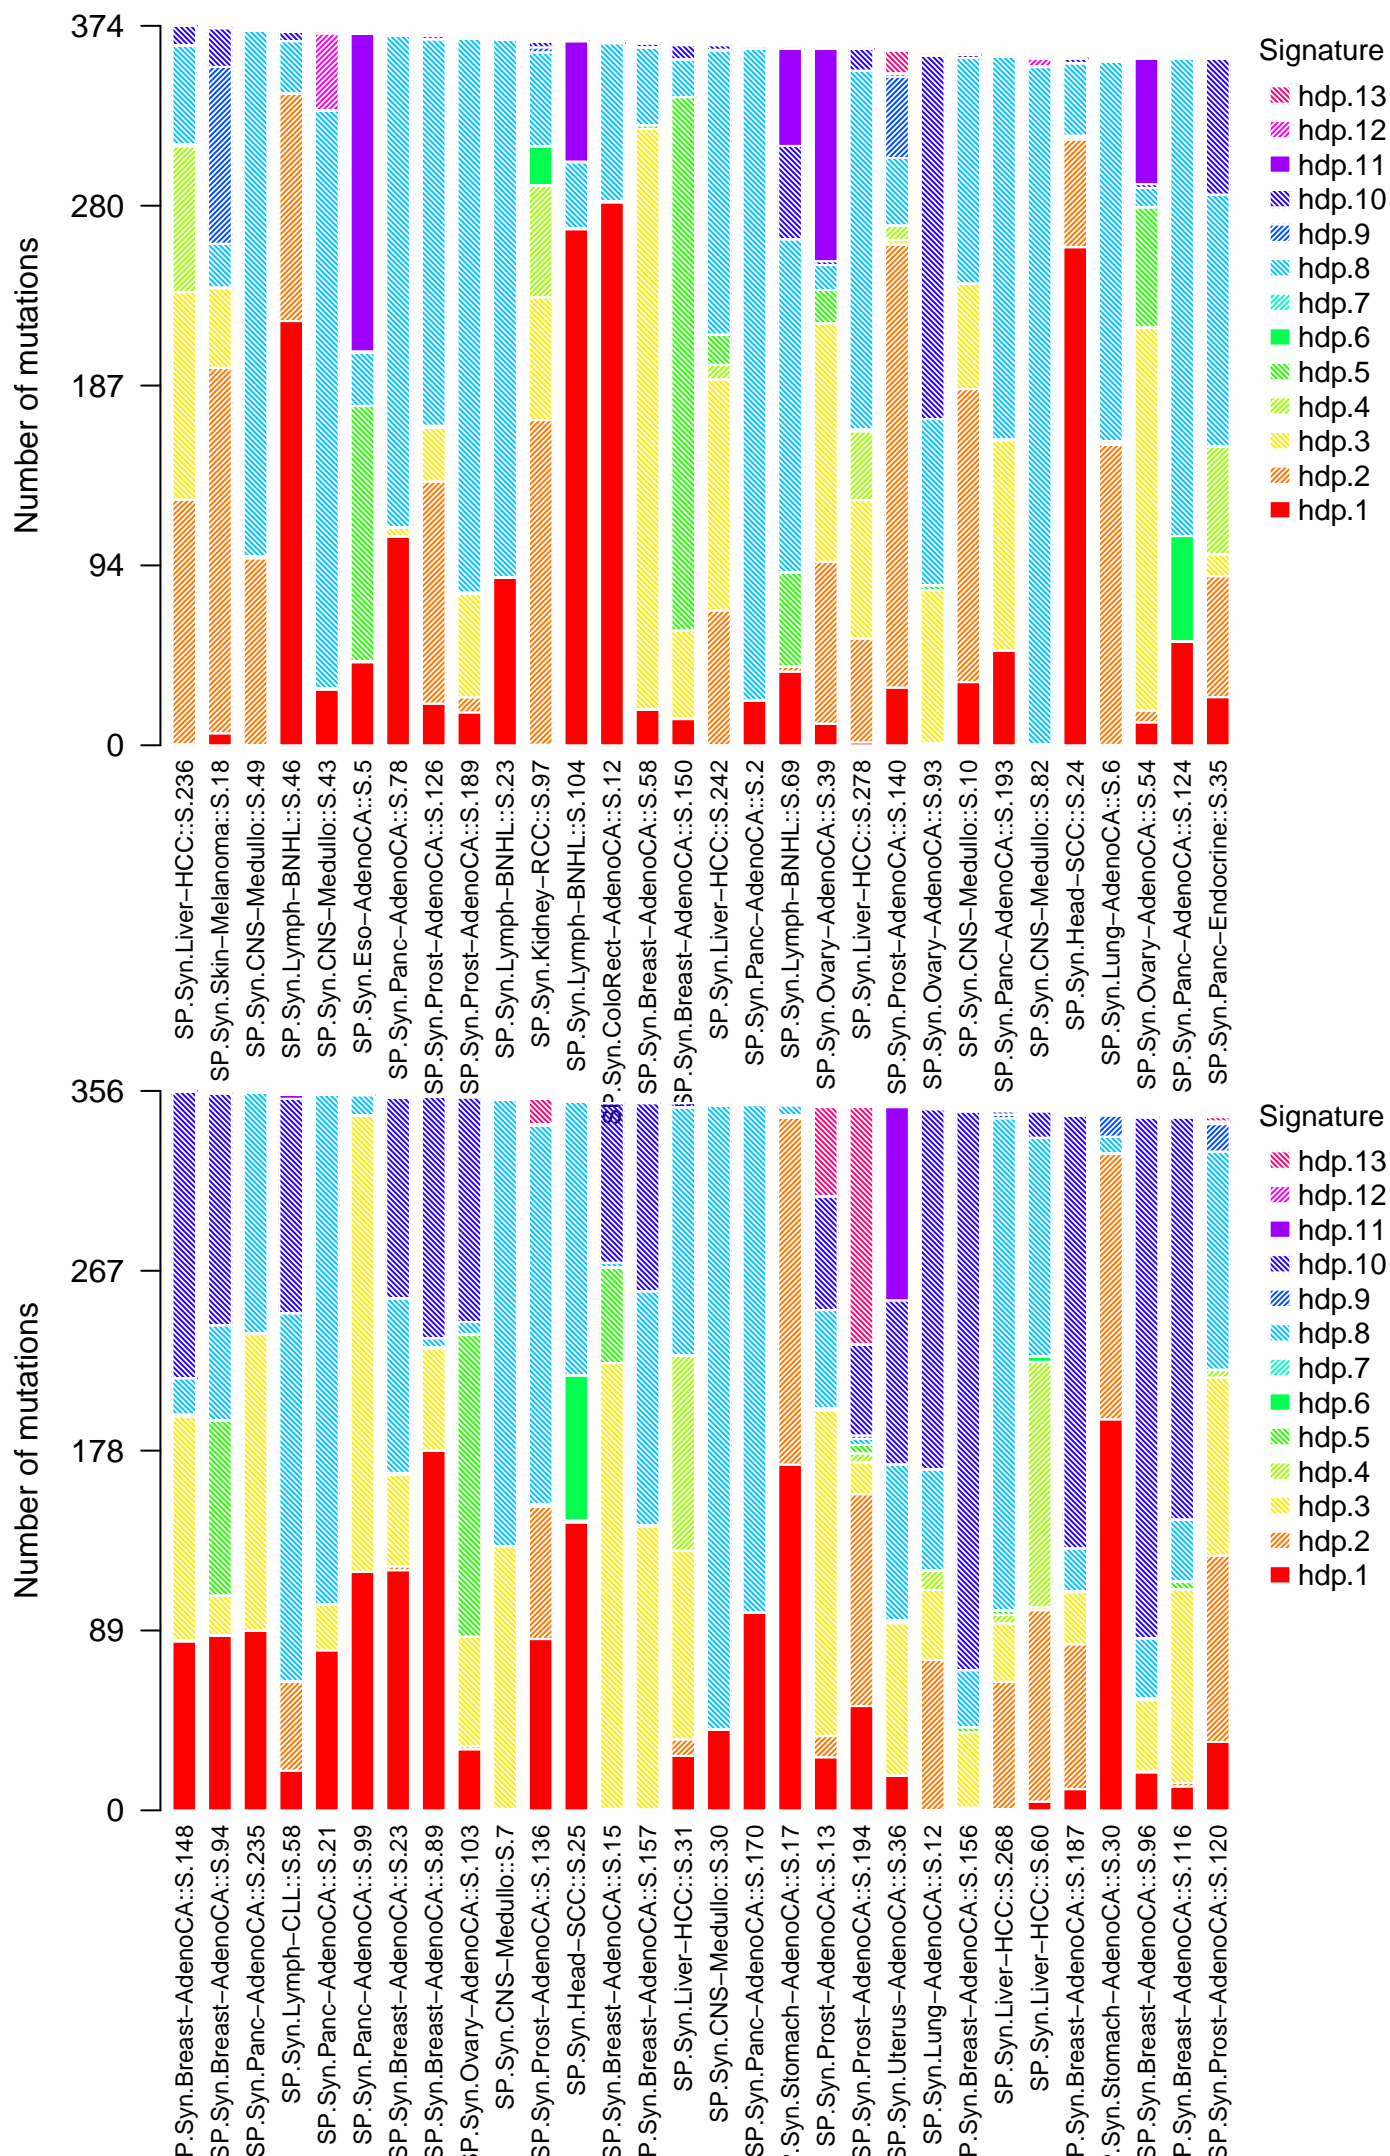 Number of mutations
374
280
187
94
0
Signature
hdp.13
hdp.12
hdp.11
hdp.10
hdp.9
hdp.8
hdp.7
hdp.6
hdp.5
hdp.4
hdp.3
hdp.2
hdp.1
SP.Syn.Liver−HCC::S.236
SP.Syn.Skin−Melanoma::S.18
SP.Syn.CNS−Medullo::S.49
SP.Syn.Lymph−BNHL::S.46
SP.Syn.CNS−Medullo::S.43
SP.Syn.Eso−AdenoCA::S.5
SP.Syn.Panc−AdenoCA::S.78
SP.Syn.Prost−AdenoCA::S.126
SP.Syn.Prost−AdenoCA::S.189
SP.Syn.Lymph−BNHL::S.23
SP.Syn.Kidney−RCC::S.97
SP.Syn.Lymph−BNHL::S.104
SP.Syn.ColoRect−AdenoCA::S.12
SP.Syn.Breast−AdenoCA::S.58
SP.Syn.Breast−AdenoCA::S.150
SP.Syn.Liver−HCC::S.242
SP.Syn.Panc−AdenoCA::S.2
SP.Syn.Lymph−BNHL::S.69
SP.Syn.Ovary−AdenoCA::S.39
SP.Syn.Liver−HCC::S.278
SP.Syn.Prost−AdenoCA::S.140
SP.Syn.Ovary−AdenoCA::S.93
SP.Syn.CNS−Medullo::S.10
SP.Syn.Panc−AdenoCA::S.193
SP.Syn.CNS−Medullo::S.82
SP.Syn.Head−SCC::S.24
SP.Syn.Lung−AdenoCA::S.6
SP.Syn.Ovary−AdenoCA::S.54
SP.Syn.Panc−AdenoCA::S.124
SP.Syn.Panc−Endocrine::S.35
Number of mutations
356
267
178
89
0
Signature
hdp.13
hdp.12
hdp.11
hdp.10
hdp.9
hdp.8
hdp.7
hdp.6
hdp.5
hdp.4
hdp.3
hdp.2
hdp.1
SP.Syn.Breast−AdenoCA::S.148
SP.Syn.Breast−AdenoCA::S.94
SP.Syn.Panc−AdenoCA::S.235
SP.Syn.Lymph−CLL::S.58
SP.Syn.Panc−AdenoCA::S.21
SP.Syn.Panc−AdenoCA::S.99
SP.Syn.Breast−AdenoCA::S.23
SP.Syn.Breast−AdenoCA::S.89
SP.Syn.Ovary−AdenoCA::S.103
SP.Syn.CNS−Medullo::S.7
SP.Syn.Prost−AdenoCA::S.136
SP.Syn.Head−SCC::S.25
SP.Syn.Breast−AdenoCA::S.15
SP.Syn.Breast−AdenoCA::S.157
SP.Syn.Liver−HCC::S.31
SP.Syn.CNS−Medullo::S.30
SP.Syn.Panc−AdenoCA::S.170
P.Syn.Stomach−AdenoCA::S.17
SP.Syn.Prost−AdenoCA::S.13
SP.Syn.Prost−AdenoCA::S.194
SP.Syn.Uterus−AdenoCA::S.36
SP.Syn.Lung−AdenoCA::S.12
SP.Syn.Breast−AdenoCA::S.156
SP.Syn.Liver−HCC::S.268
SP.Syn.Liver−HCC::S.60
SP.Syn.Breast−AdenoCA::S.187
P.Syn.Stomach−AdenoCA::S.30
SP.Syn.Breast−AdenoCA::S.96
SP.Syn.Breast−AdenoCA::S.116
SP.Syn.Prost−AdenoCA::S.120